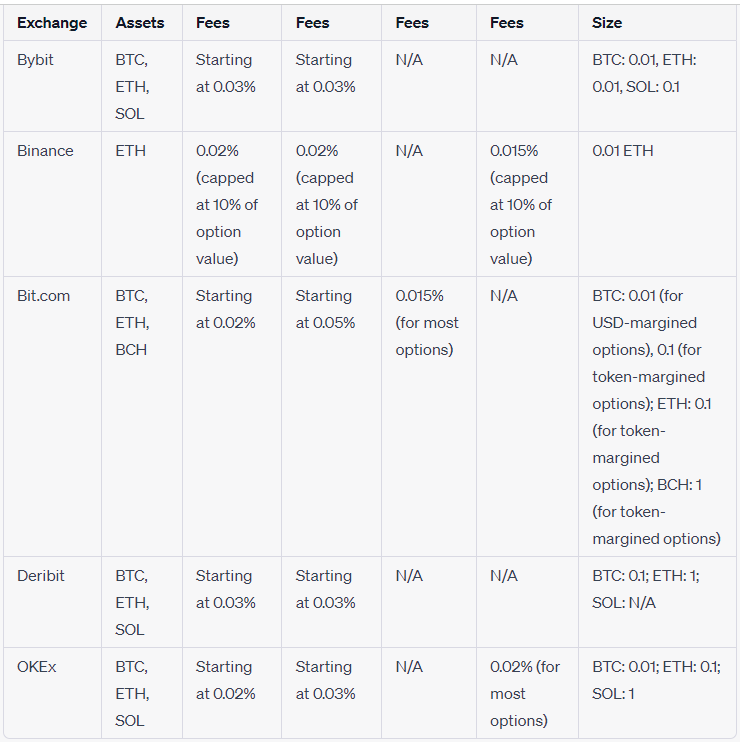 Exchange Assets Fees Fees Fees Fees Size
Bybit BTC, Starting Starting N/A N/A BTC: 0.01, ETH:
ETH, at 0.03% at 0.03% 0.01, SOL: 0.1
SOL
Binance ETH 0.02% 0.02% N/A 0.015% 0.01 ETH
(capped (capped (capped
at 10% of at 10% of at 10% of
option option option
value) value) value)
Bit.com BTC, Starting Starting 0.015% N/A BTC: 0.01 (for
ETH, at 0.02% at 0.05% (for most USD-margined
BCH options) options), 0.1 (for
token-margined
options); ETH: 0.1
(for token-
margined
options); BCH: 1
(for token-
margined options)
Deribit BTC, Starting Starting N/A N/A BTC: 0.1; ETH: 1;
ETH, at 0.03% at 0.03% SOL: N/A
SOL
OKEx BTC, Starting Starting N/A 0.02% (for BTC: 0.01; ETH: 0.1;
ETH, at 0.02% at 0.03% most SOL: 1
SOL options)